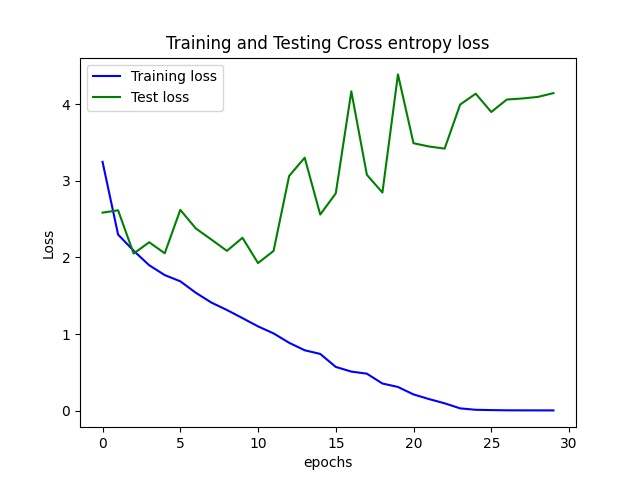 Training and Testing Cross entropy loss
Training loss
Test loss
4
3
2
1
0
Loss
0 5 10 15 20 25 30
epochs